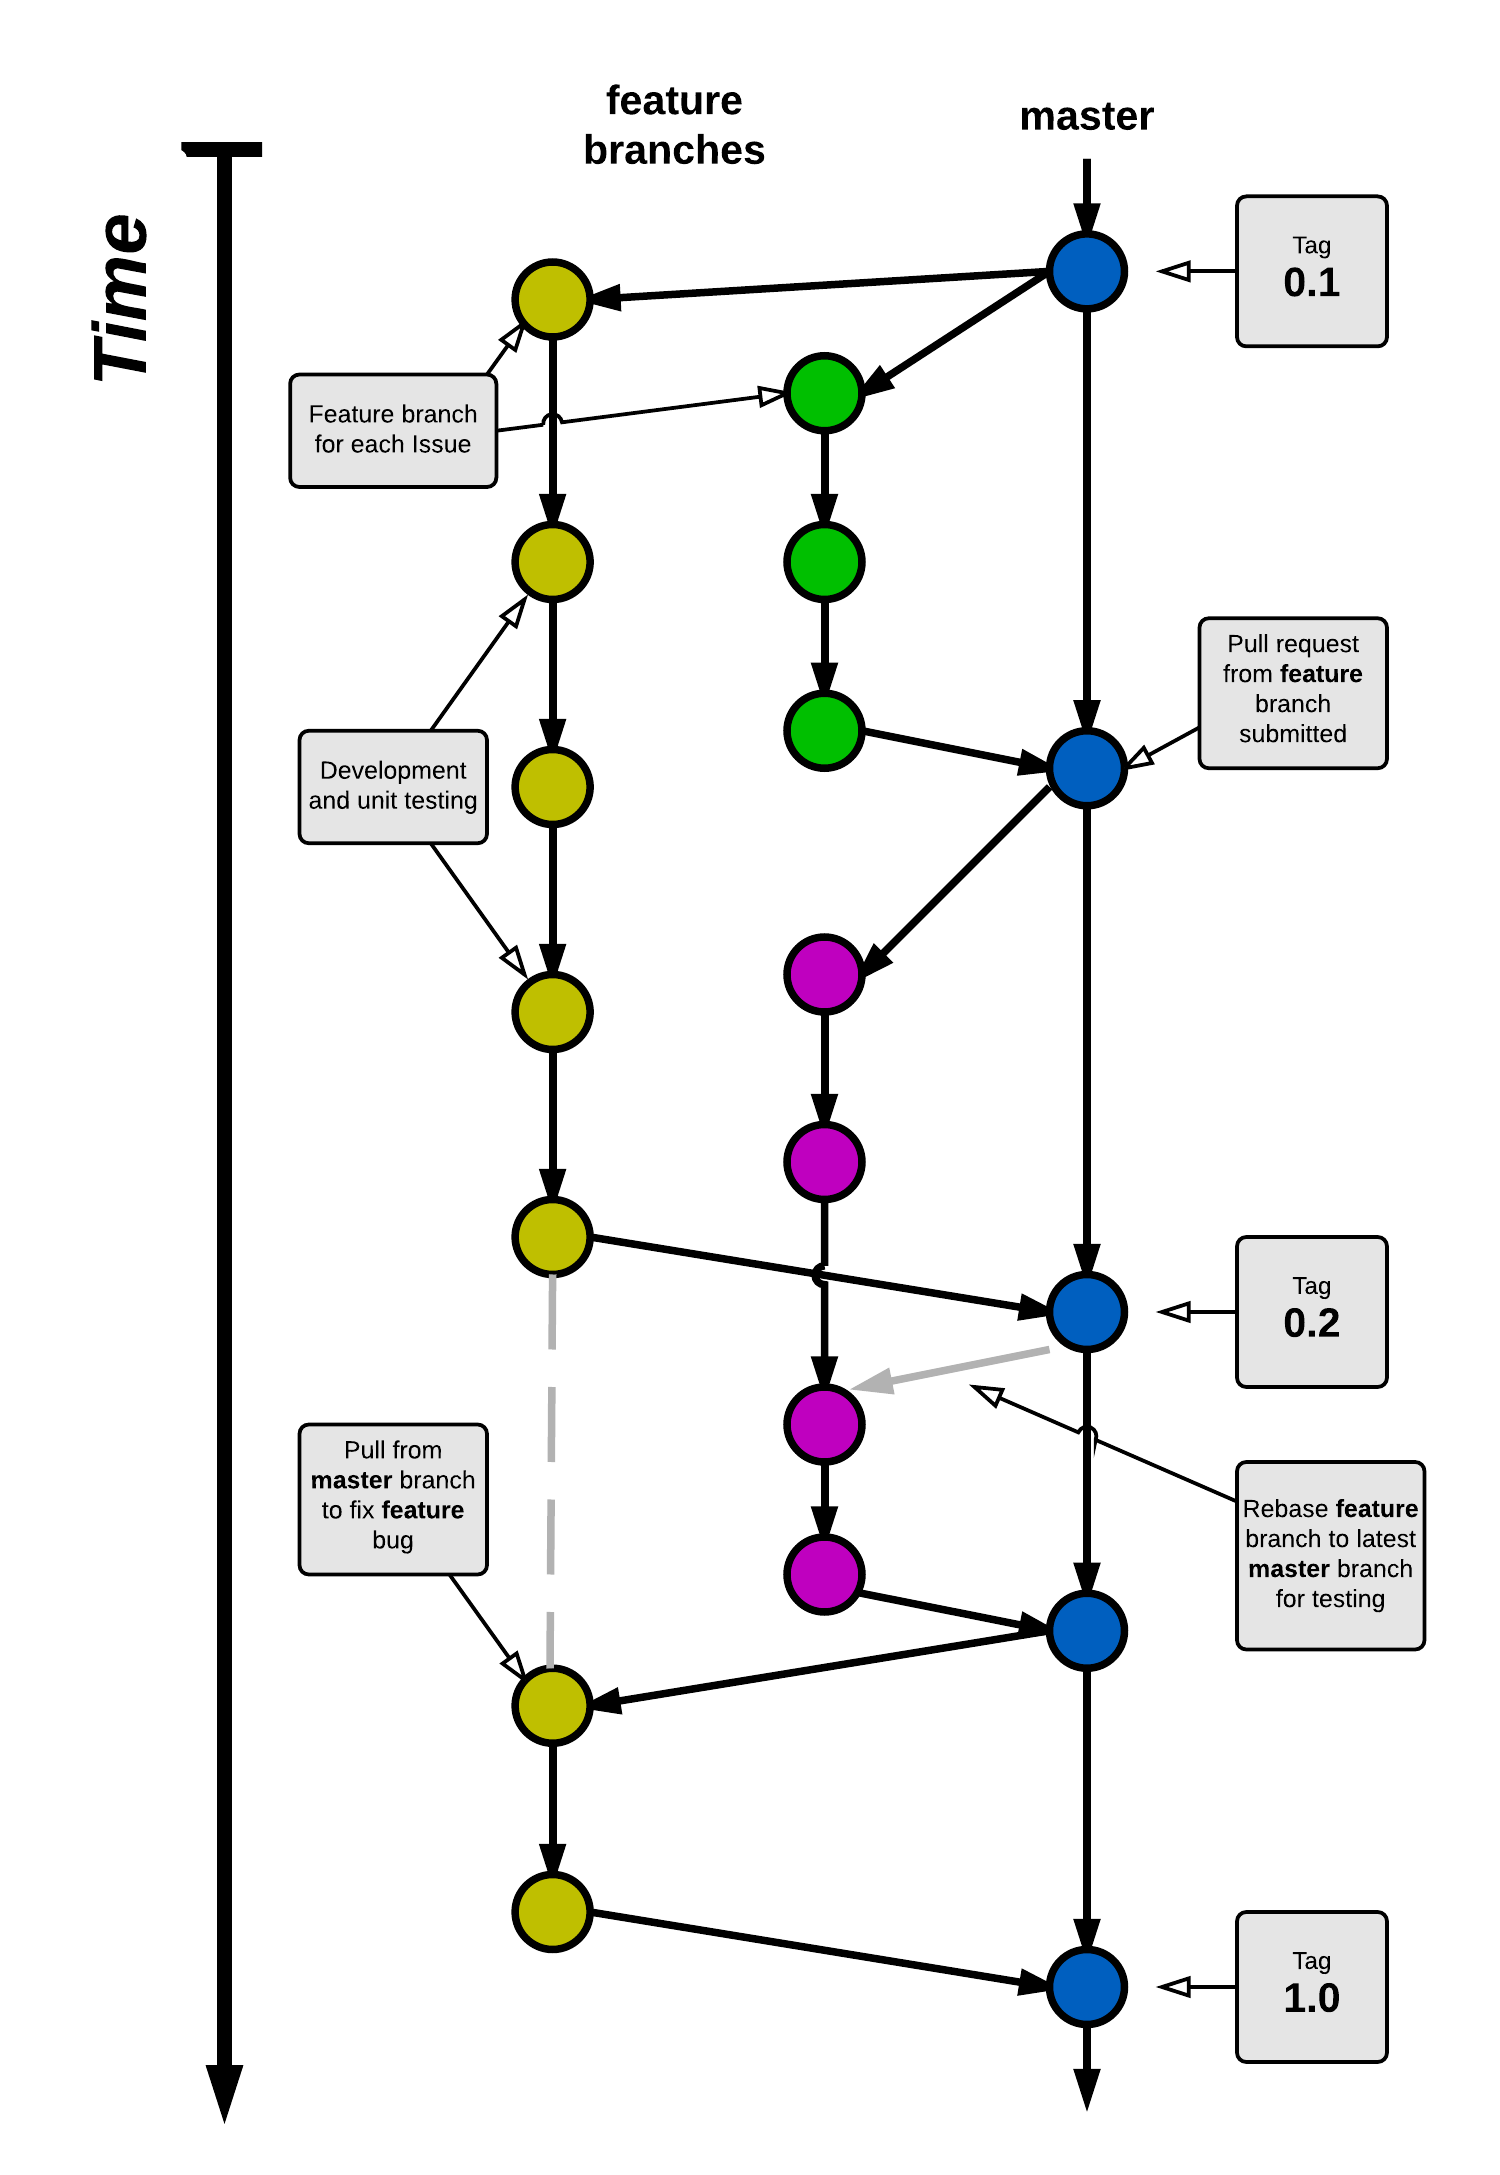 feature
branches
master
Time
Tag
0.1
Feature branch
for each Issue
Pull request
from feature
branch
submitted
Development
and unit testing
Tag
0.2
Pull from
master branch
to fix feature
bug
Rebase feature
branch to latest
master branch
for testing
Tag
1.0